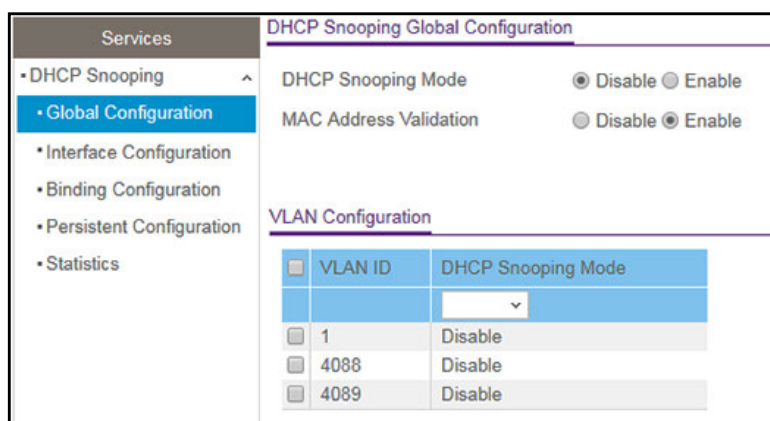 Services
• DHCP Snooping
• Global Configuration
• Interface Configuration
• Binding Configuration
• Persistent Configuration
• Statistics
DHCP Snooping Global Configuration
DHCP Snooping Mode Disable Enable
MAC Address Validation Disable Enable
VLAN Configuration
VLAN ID DHCP Snooping Mode
1 Disable
4088 Disable
4089 Disable